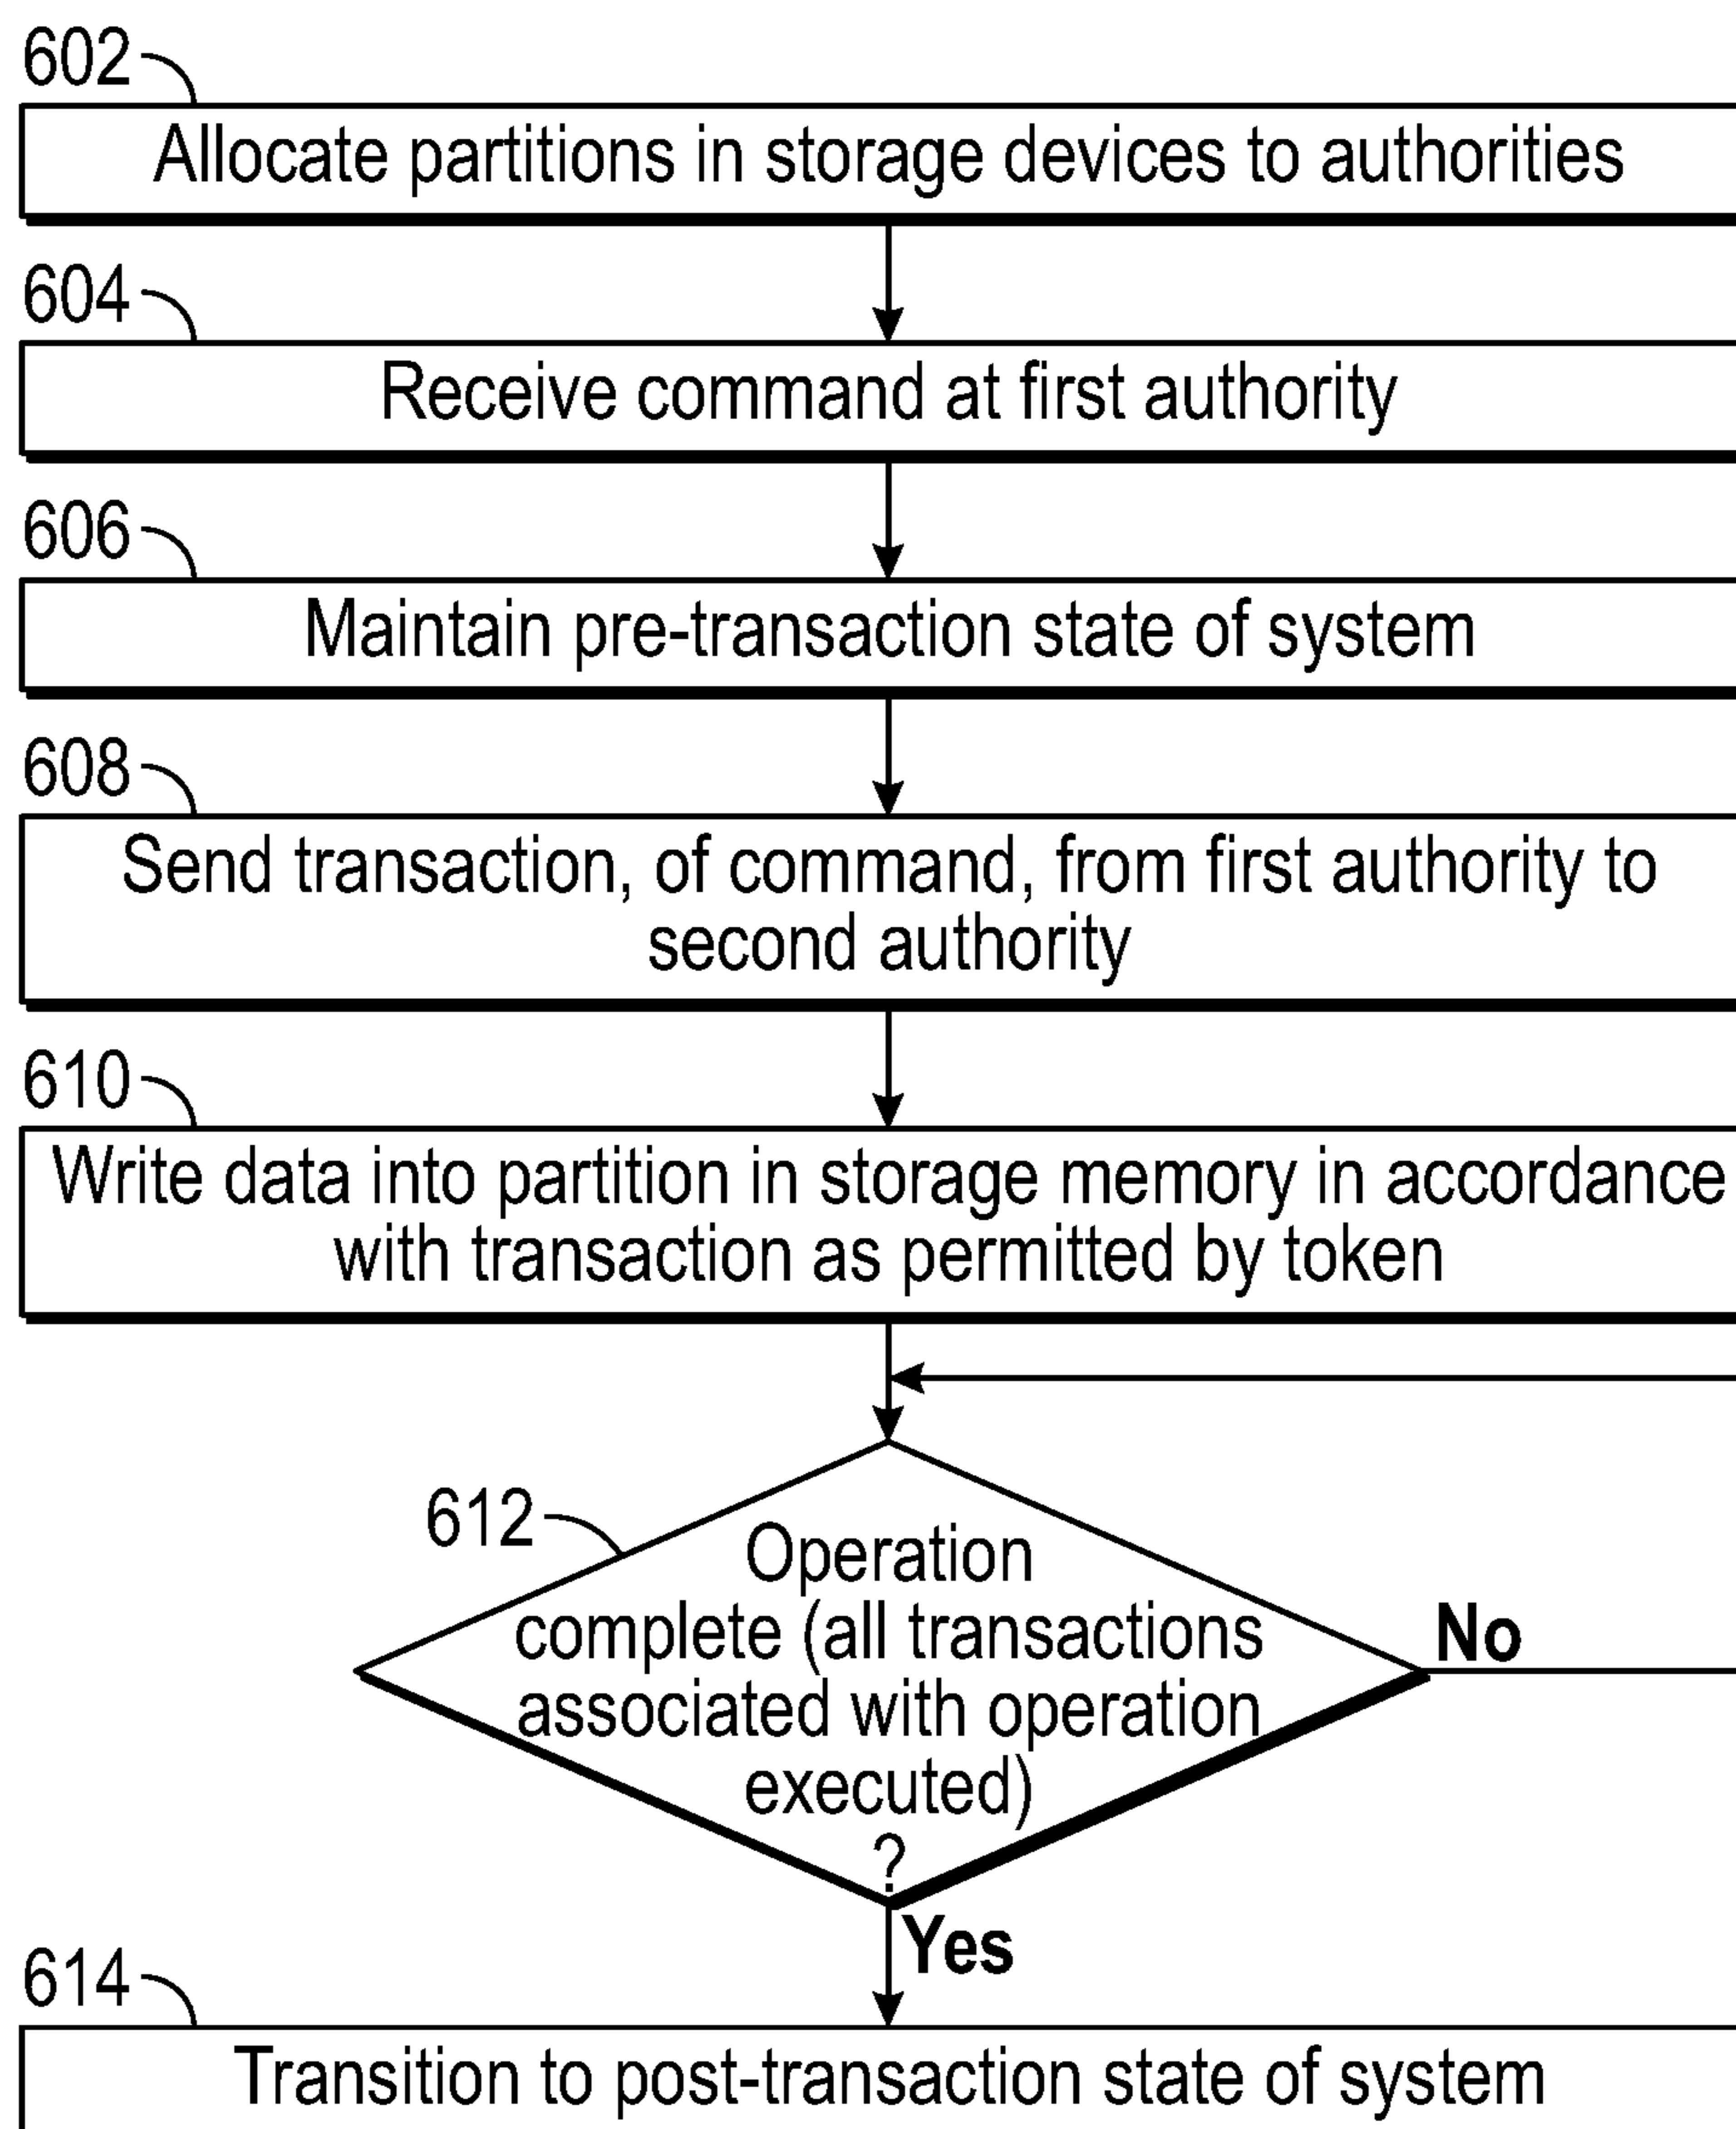 602
Allocate partitions in storage devices to authorities
604
Receive command at first authority
606
Maintain pre-transaction state of system
608
Send transaction, of command, from first authority to
second authority
610
Write data into partition in storage memory in accordance
with transaction as permitted by token
612
Operation
complete (all transactions
associated with operation
executed)
?
No
Yes
614
Transition to post-transaction state of system